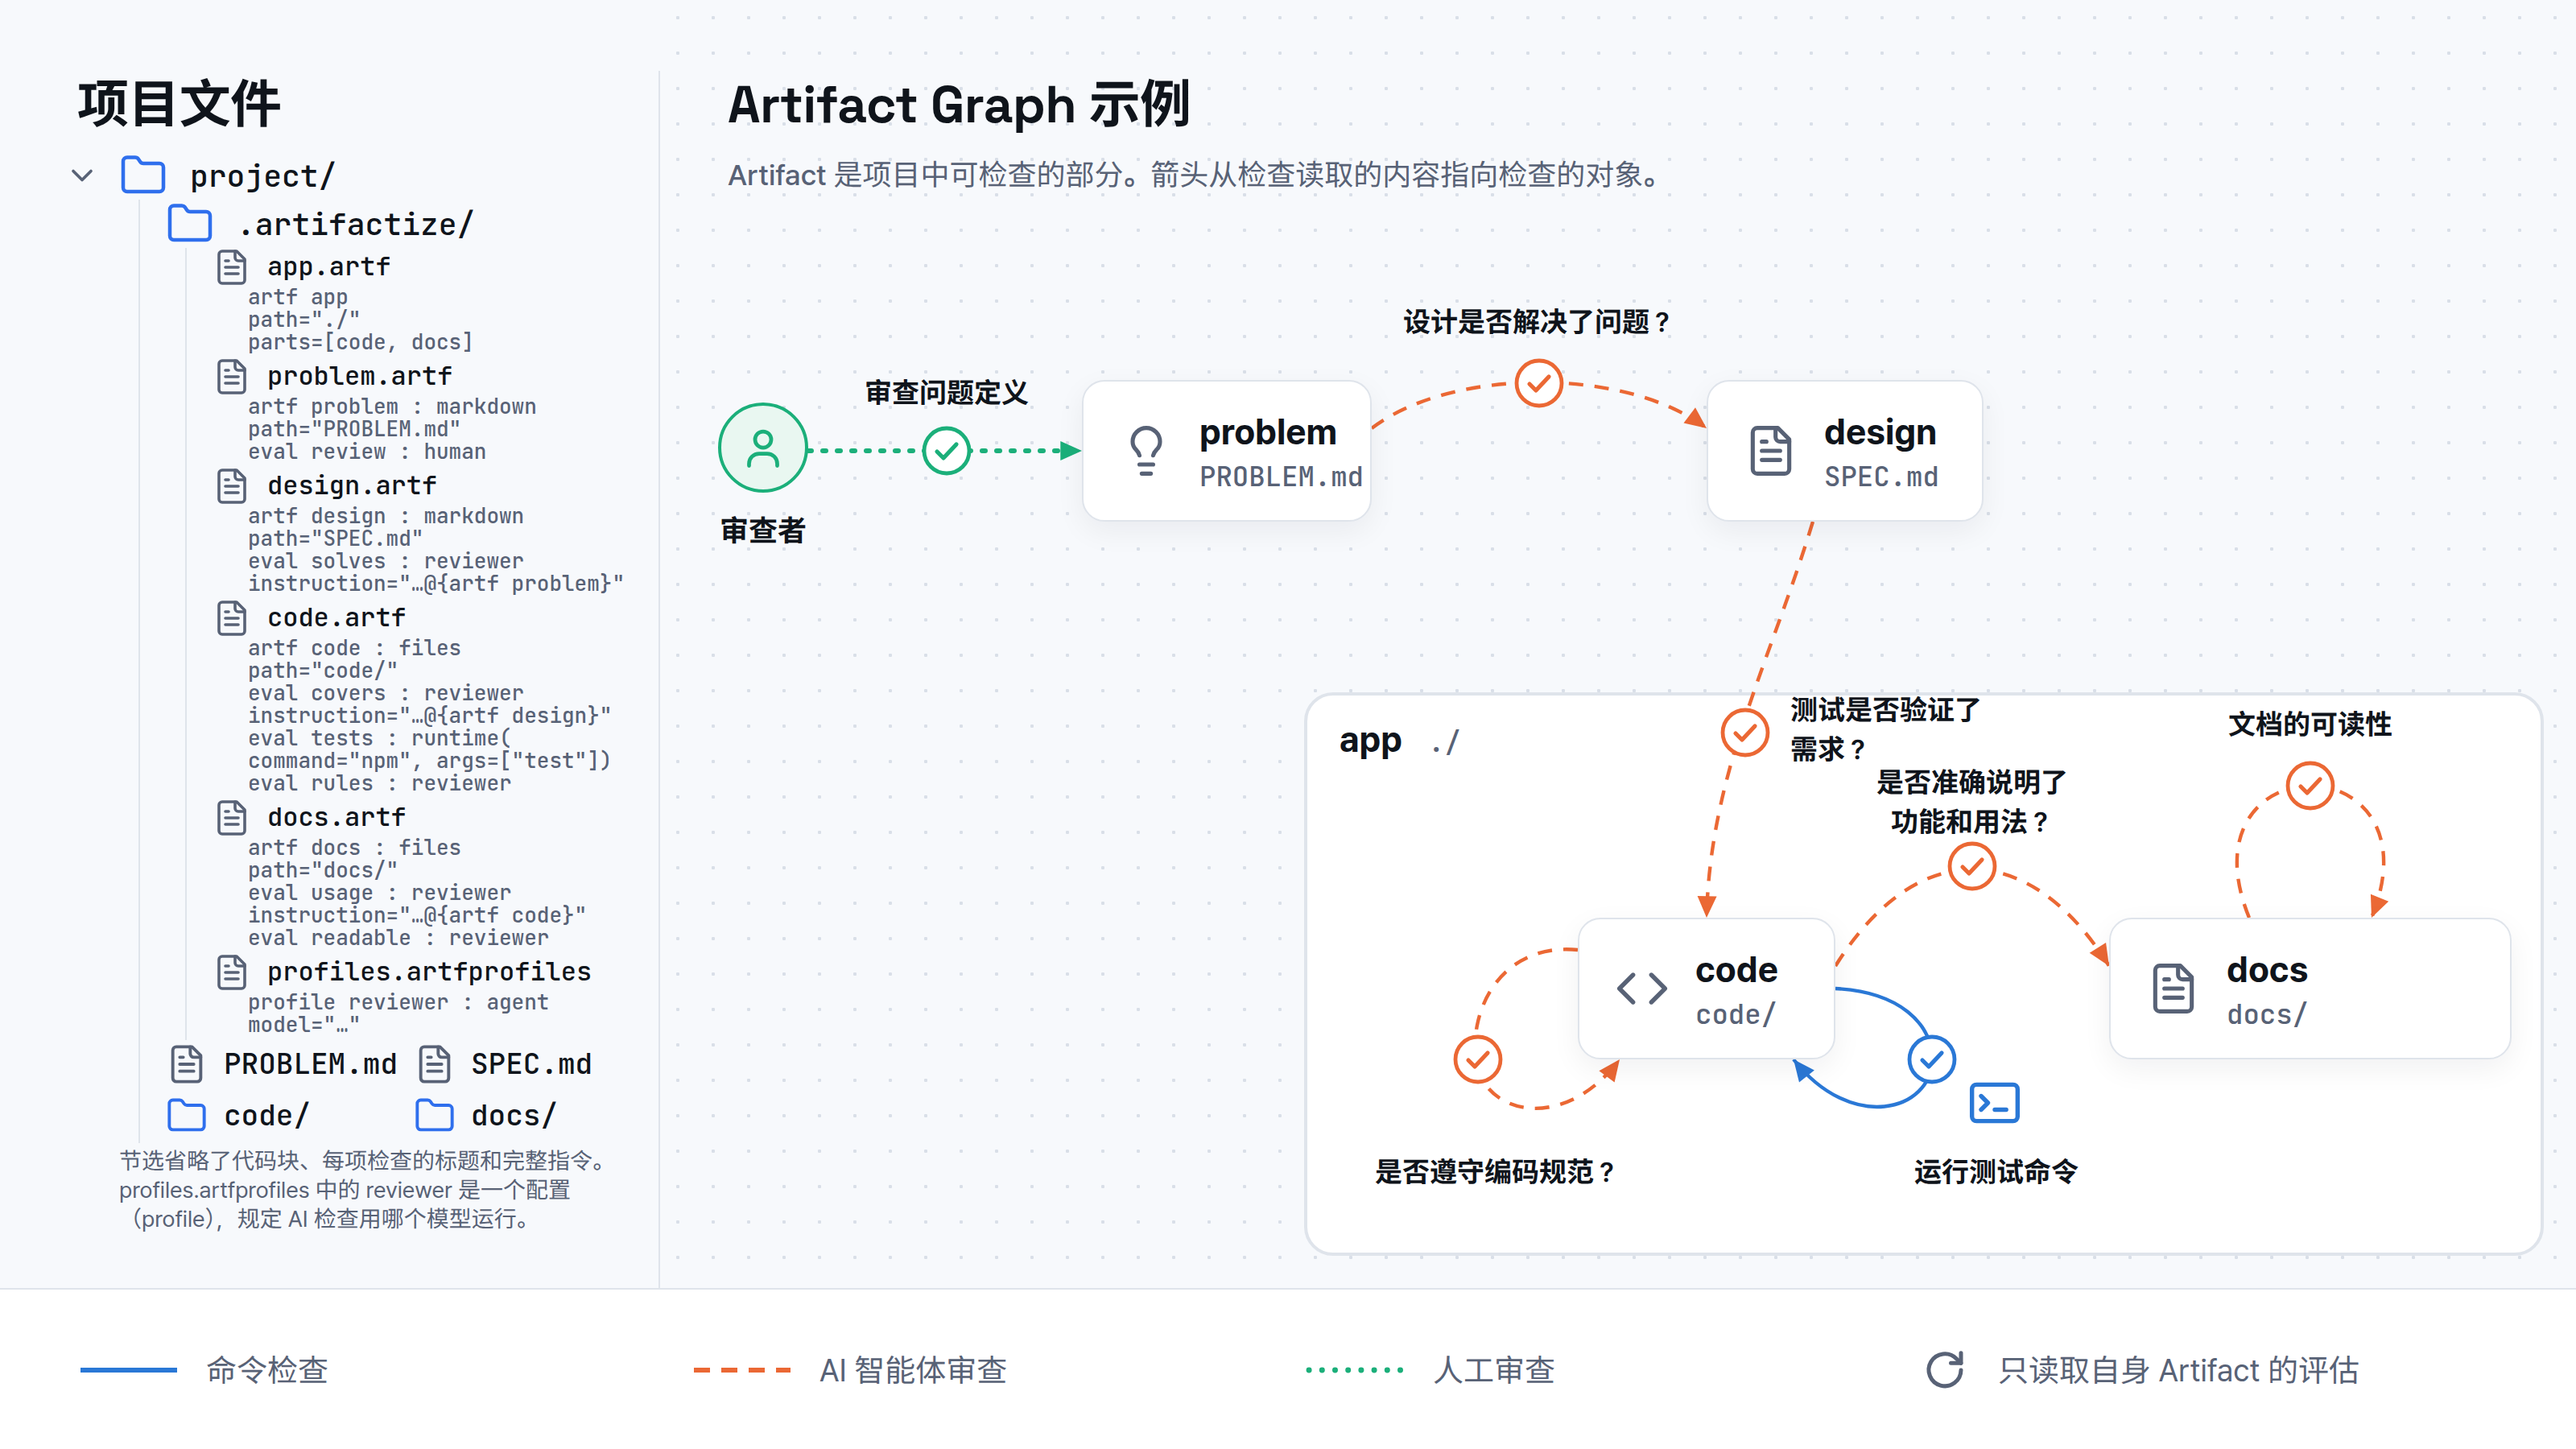 项目文件
project/
.artifactize/
app.artf
artf app
path="./"
parts=[code, docs]
problem.artf
artf problem : markdown
path="PROBLEM.md"
eval review : human
design.artf
artf design : markdown
path="SPEC.md"
eval solves : reviewer
instruction="…@{artf problem}"
code.artf
artf code : files
path="code/"
eval covers : reviewer
instruction="…@{artf design}"
eval tests : runtime(
command="npm", args=["test"])
eval rules : reviewer
docs.artf
artf docs : files
path="docs/"
eval usage : reviewer
instruction="…@{artf code}"
eval readable : reviewer
profiles.artfprofiles
profile reviewer : agent
model="…"
PROBLEM.md SPEC.md
code/ docs/
节选省略了代码块、每项检查的标题和完整指令。
profiles.artfprofiles 中的 reviewer 是一个配置
（profile），规定 AI 检查用哪个模型运行。
Artifact Graph 示例
Artifact 是项目中可检查的部分。箭头从检查读取的内容指向检查的对象。
设计是否解决了问题？
审查问题定义
审查者
problem
PROBLEM.md
design
SPEC.md
app ./
测试是否验证了
需求？
文档的可读性
是否准确说明了
功能和用法？
code
code/
docs
docs/
是否遵守编码规范？
运行测试命令
命令检查
AI 智能体审查
人工审查
只读取自身 Artifact 的评估